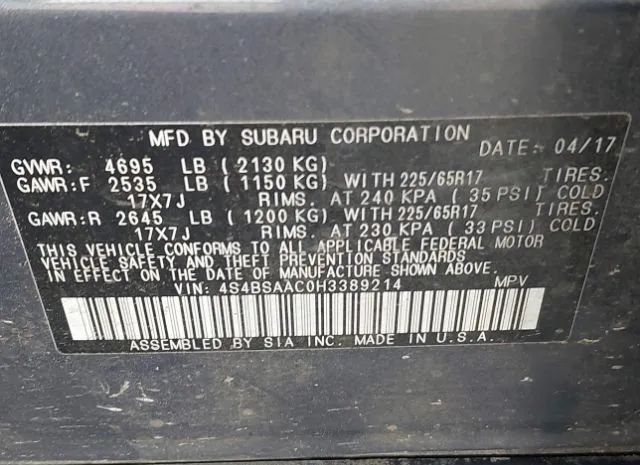 MFD BY SUBARU CORPORATION DATE: 04/17
GVWR: 4695 LB ( 2130 KG)
GAWR:F 2535 LB ( 1150 KG) WITH 225/65R17 TIRES.
17X7J RIMS. AT 240 KPA ( 35 PSI) COLD
GAWR:R 2645 LB ( 1200 KG) WITH 225/65R17 TIRES.
17X7J RIMS. AT 230 KPA ( 33 PSI) COLD
THIS VEHICLE CONFORMS TO ALL APPLICABLE FEDERAL MOTOR
VEHICLE SAFETY AND THEFT PREVENTION STANDARDS
IN EFFECT ON THE DATE OF MANUFACTURE SHOWN ABOVE.
VIN: 4S4BSAAC0H3389214 MPV
ASSEMBLED BY SIA INC. MADE IN U.S.A.